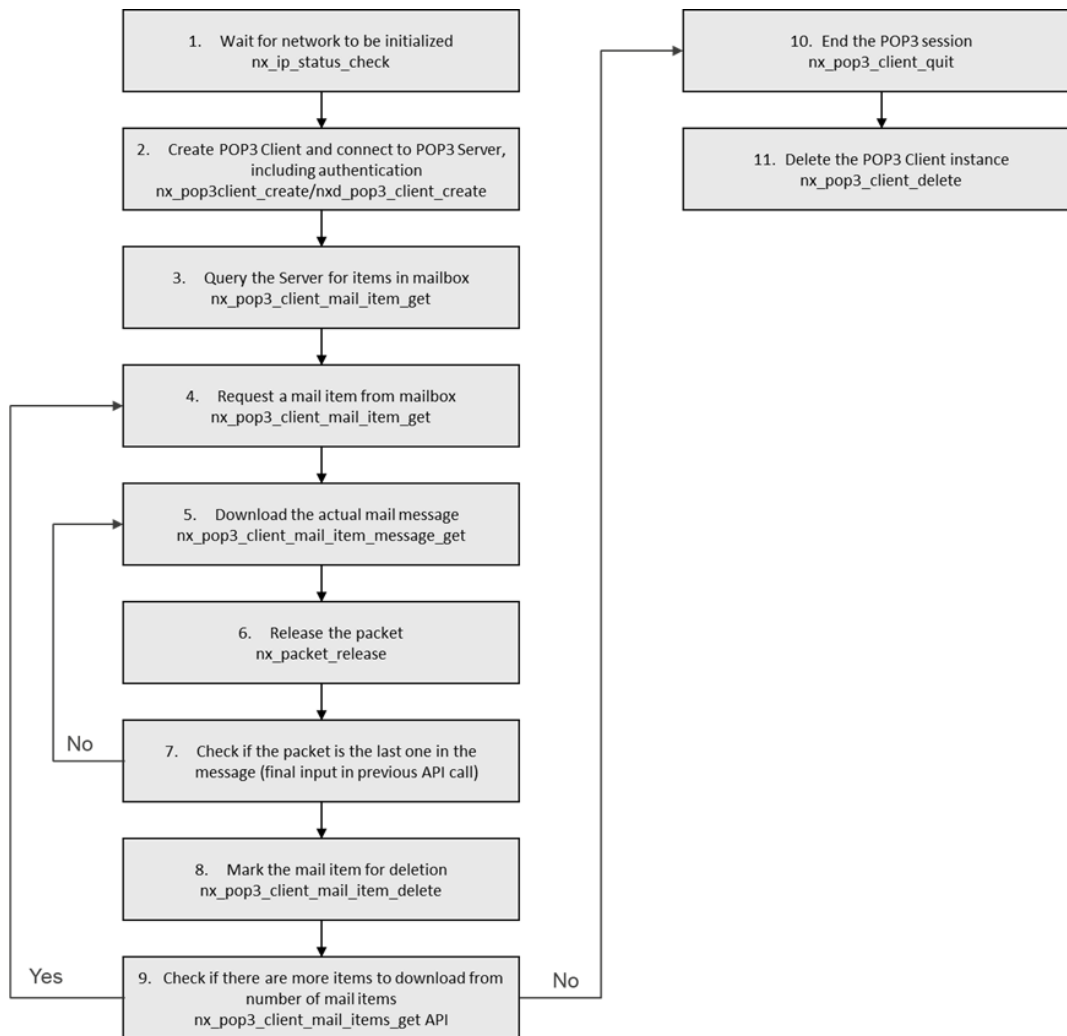 1. Wait for network to be initialized
nx_ip_status_check
2. Create POP3 Client and connect to POP3 Server,
including authentication
nx_pop3client_create/nxd_pop3_client_create
3. Query the Server for items in mailbox
nx_pop3_client_mail_item_get
4. Request a mail item from mailbox
nx_pop3_client_mail_item_get
5. Download the actual mail message
nx_pop3_client_mail_item_message_get
6. Release the packet
nx_packet_release
No
7. Check if the packet is the last one in the
message (final input in previous API call)
8. Mark the mail item for deletion
nx_pop3_client_mail_item_delete
Yes
9. Check if there are more items to download from
number of mail items
nx_pop3_client_mail_items_get API
No
10. End the POP3 session
nx_pop3_client_quit
11. Delete the POP3 Client instance
nx_pop3_client_delete